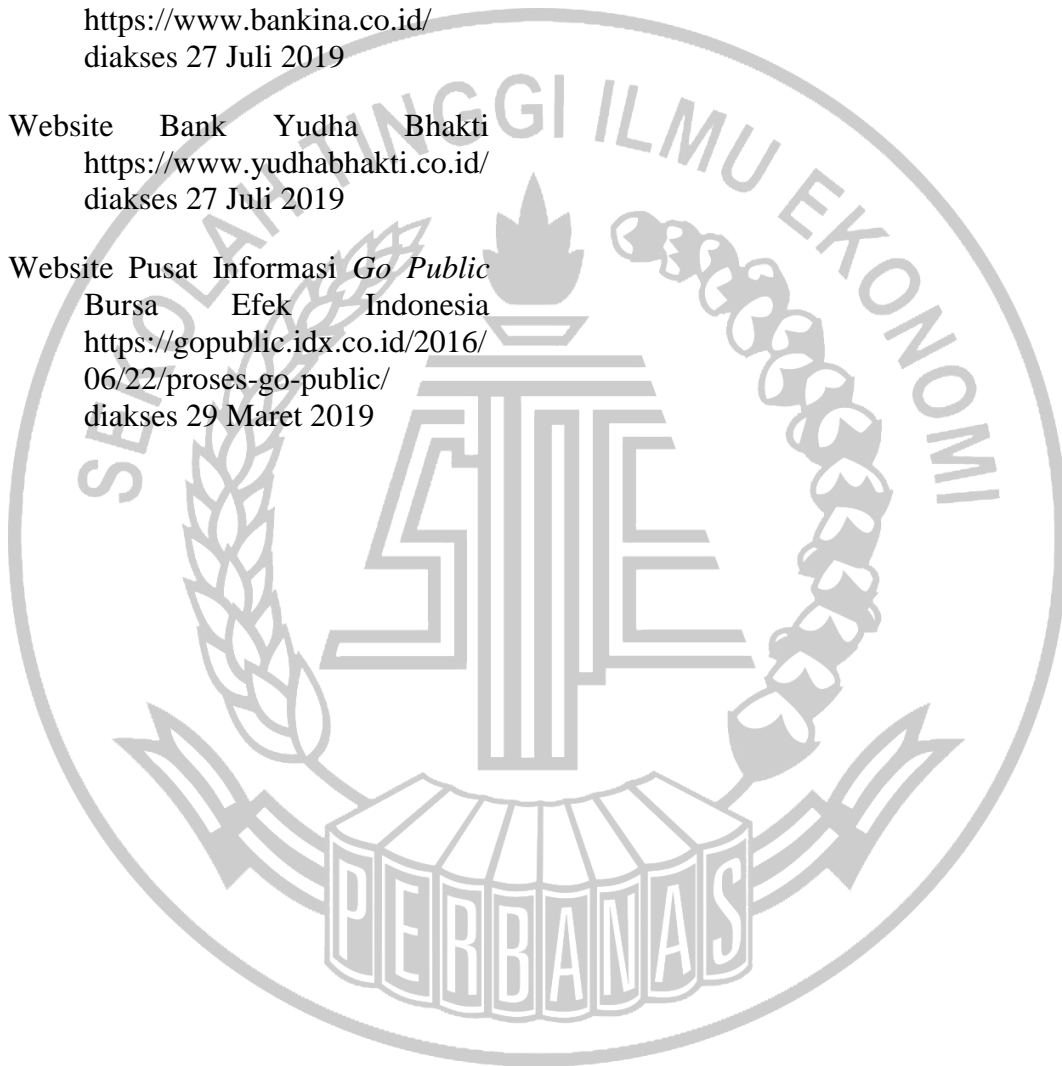 https://www.bankina.co.id/
diakses 27 Juli 2019
Website Bank Yudha Bhakti
https://www.yudhabhakti.co.id/
diakses 27 Juli 2019
Website Pusat Informasi Go Public
Bursa Efek Indonesia
https://gopublic.idx.co.id/2016/
06/22/proses-go-public/
diakses 29 Maret 2019
SEKOLAH TINGGI ILMU EKONOMI
STIE
PERBANAS